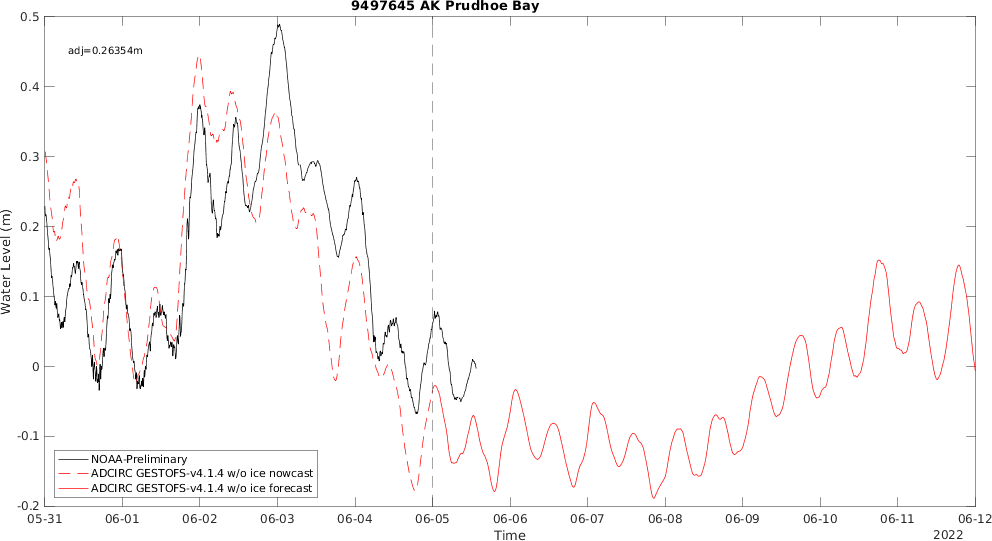 9497645 AK Prudhoe Bay
adj=0.26354m
Water Level (m)
0.5
0.4
0.3
0.2
0.1
0
-0.1
-0.2
NOAA-Preliminary
ADCIRC GESTOFS-v4.1.4 w/o ice nowcast
ADCIRC GESTOFS-v4.1.4 w/o ice forecast
05-31 06-01 06-02 06-03 06-04 06-05 06-06 06-07 06-08 06-09 06-10 06-11 06-12
Time
2022